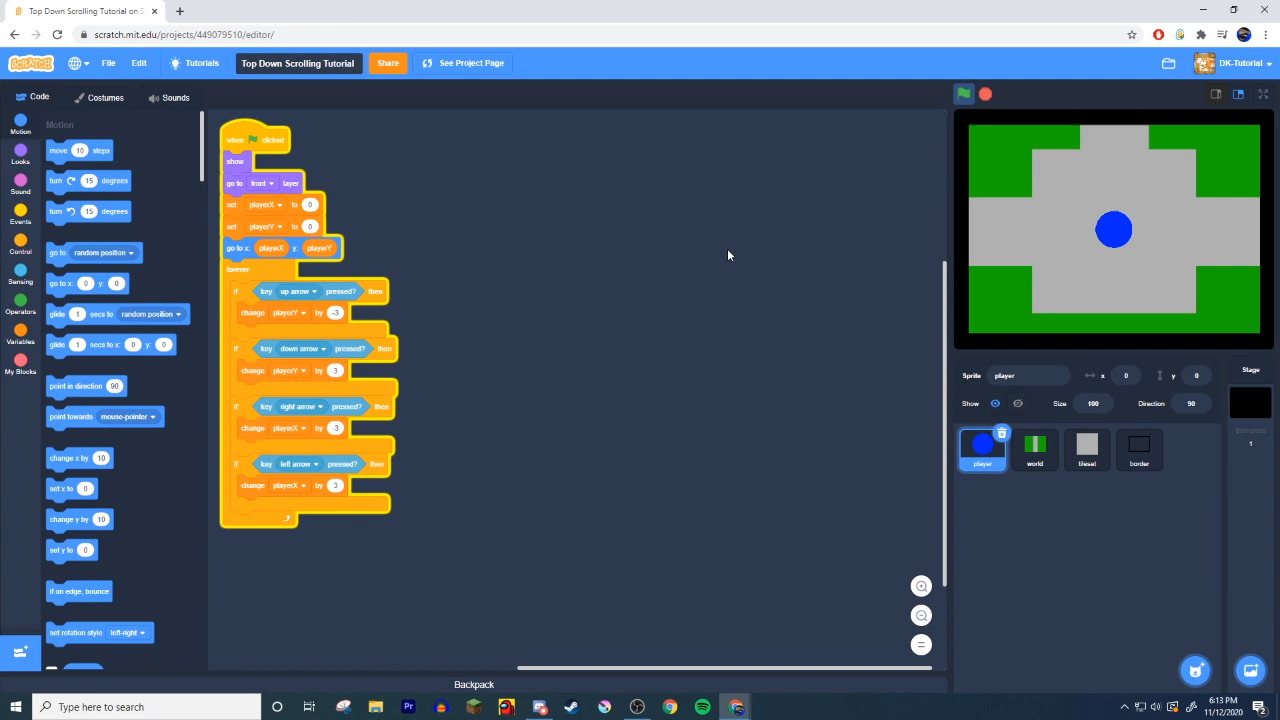 Top Down Scrolling Tutorial on S
scratch.mit.edu/projects/449079510/editor/
SCRATCH File Edit Tutorials Top Down Scrolling Tutorial Share See Project Page DK-Tutorial
Code Costumes Sounds
Motion
Looks
Sound
Events
Control
Sensing
Operators
Variables
My Blocks
Motion
move 10 steps
turn 15 degrees
turn 15 degrees
go to random position
go to x: 0 y: 0
glide 1 secs to random position
glide 1 secs to x: 0 y: 0
point in direction 90
point towards mouse-pointer
change x by 10
set x to 0
change y by 10
set y to 0
if on edge, bounce
set rotation style left-right
when clicked
show
go to front layer
set playerX to 0
set playerY to 0
go to x: playerX y: playerY
forever
if key up arrow pressed? then
change playerY by -3
if key down arrow pressed? then
change playerY by 3
if key right arrow pressed? then
change playerX by -3
if key left arrow pressed? then
change playerX by 3
Sprite player x 0 y 0
Show Size 100 Direction 90
player world Bleset border
Stage
Backdrops
1
Backpack
Type here to search
6:13 PM
11/12/2020
2